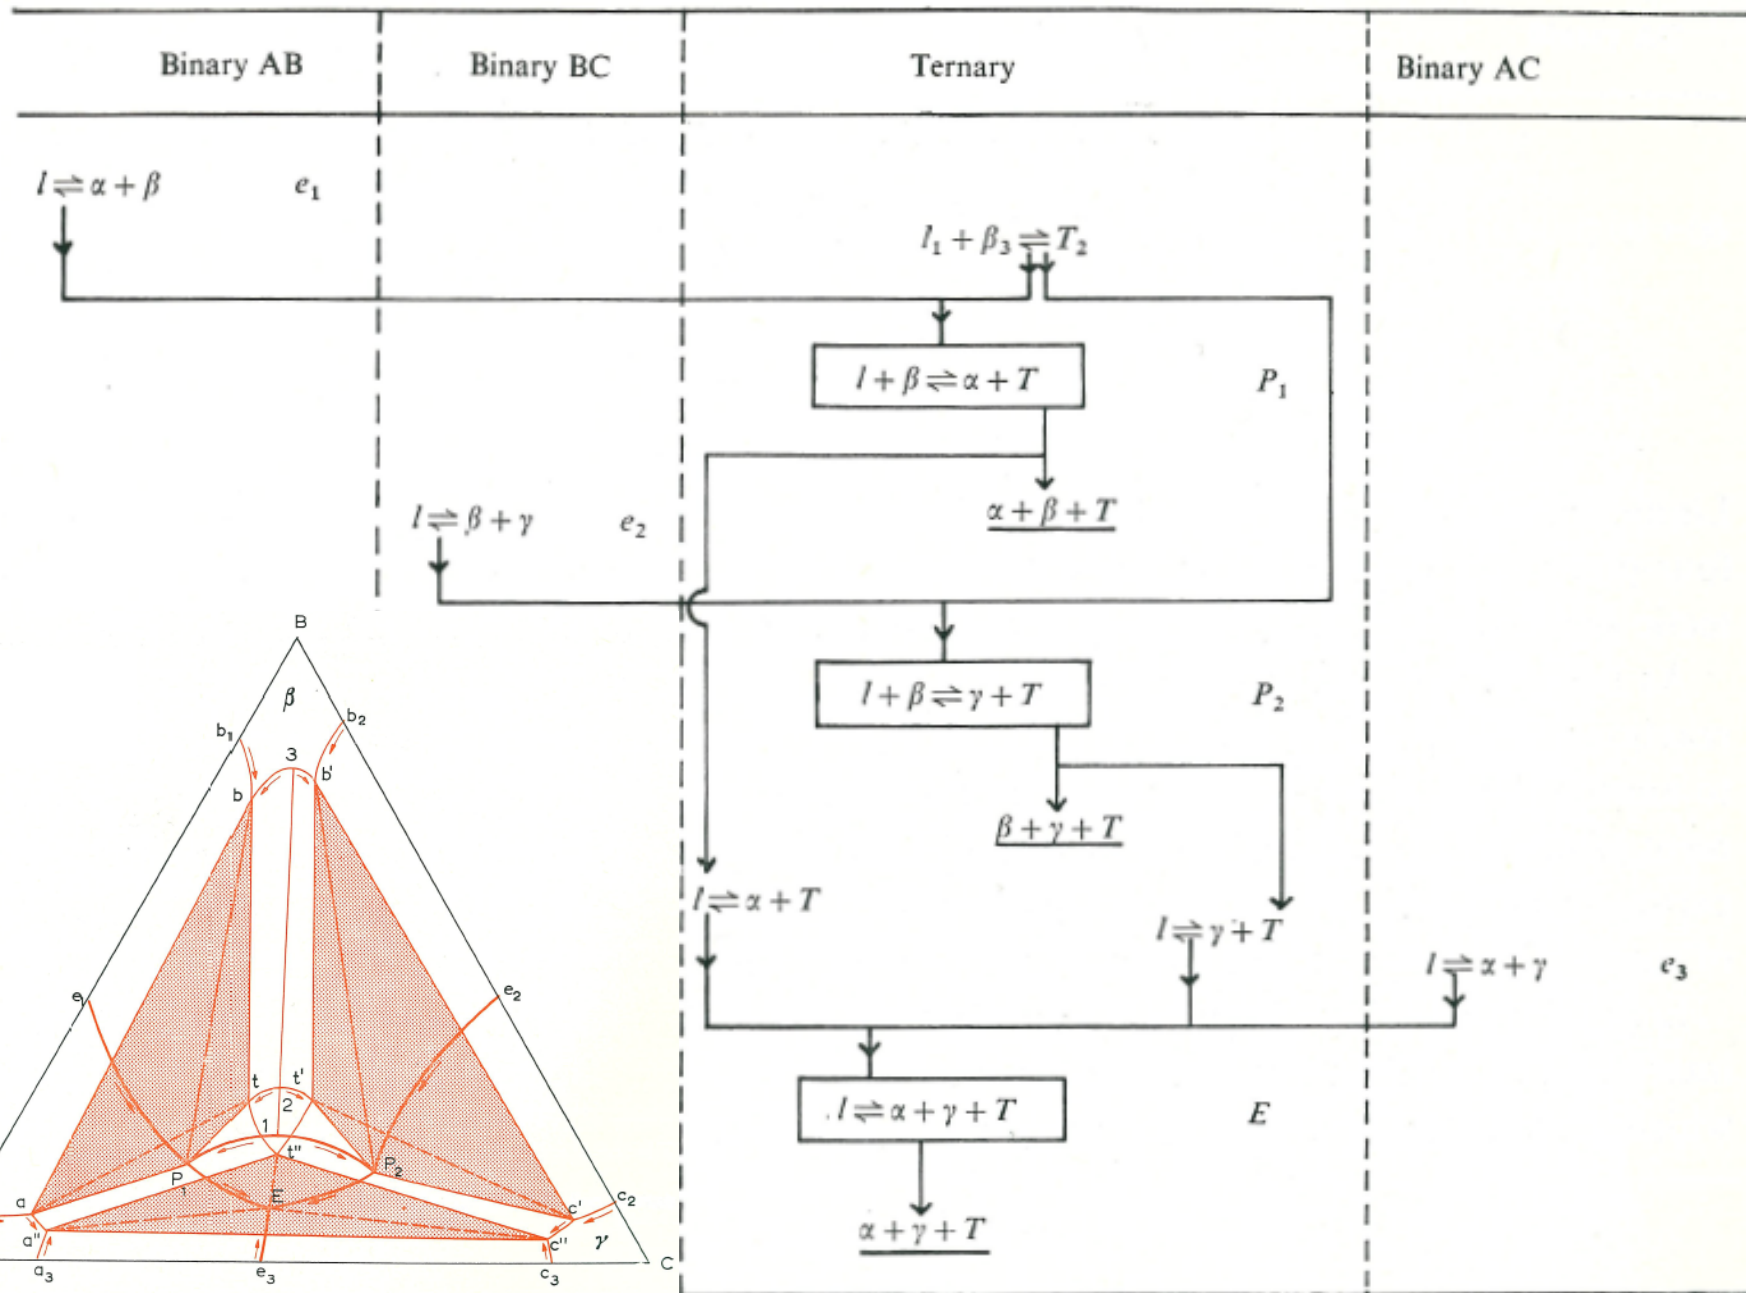 Binary AB Binary BC Ternary Binary AC
l ⇌ α + β e₁
l₁ + β₃ ⇌ T₂
l + β ⇌ α + T P₁
α + β + T
l ⇌ β + γ e₂
l + β ⇌ γ + T P₂
β + γ + T
l ⇌ α + T
l ⇌ γ + T
l ⇌ α + γ e₃
l ⇌ α + γ + T E
α + γ + T
B
β
b₁ b₂
3 b'
b
e₁ e₂
t t'
2
1
t"
P₁ P₂
E
a c' c₂
a" c" γ
a₃ e₃ c₃ C